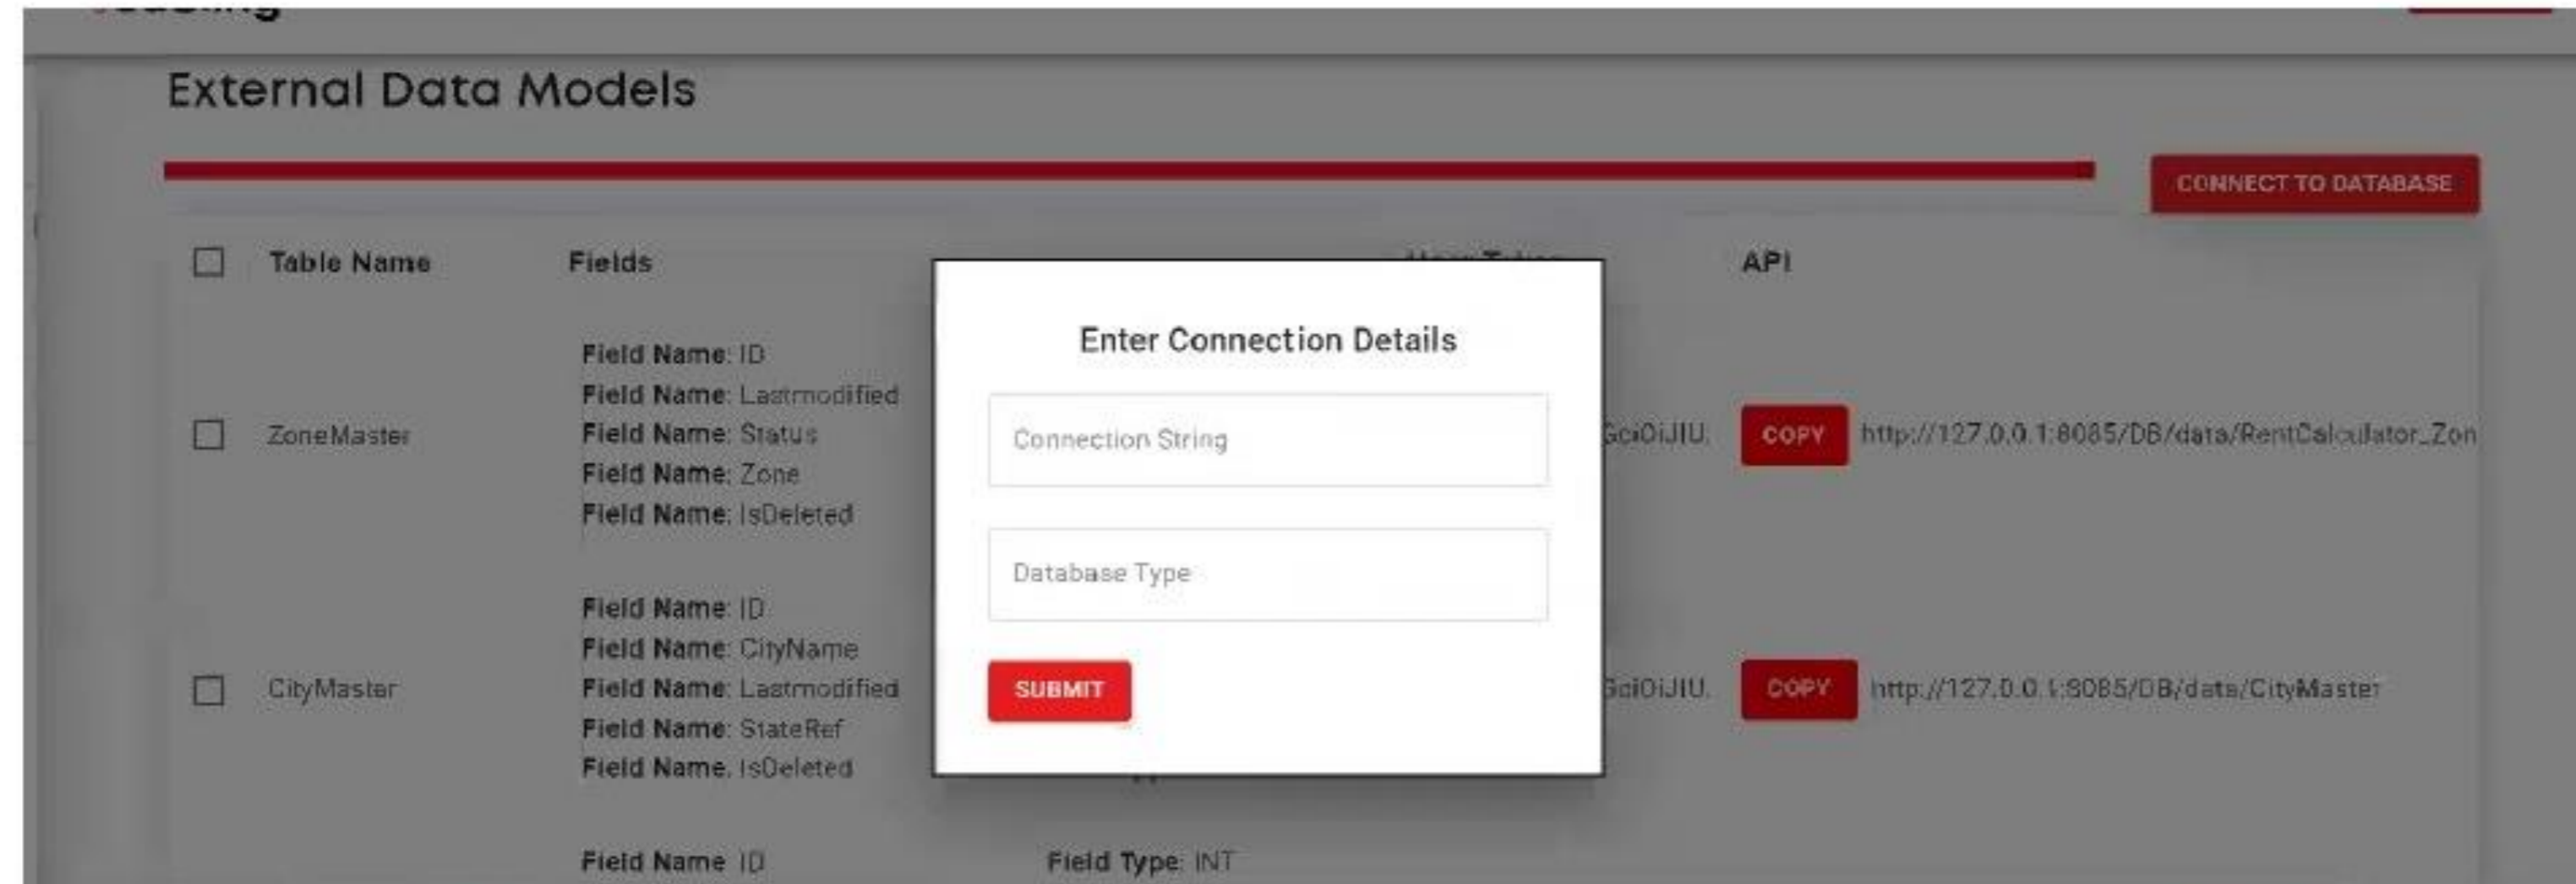 External Data Models
CONNECT TO DATABASE
Table Name Fields API
Enter Connection Details
Connection String
Database Type
SUBMIT
ZoneMaster
Field Name: ID
Field Name: Lastmodified
Field Name: Status
Field Name: Zone
Field Name: IsDeleted
COPY http://127.0.0.1:8085/DB/data/RentCalculator_Zon
CityMaster
Field Name: ID
Field Name: CityName
Field Name: Lastmodified
Field Name: StateRef
Field Name: IsDeleted
COPY http://127.0.0.1:8085/DB/data/CityMaster
Field Name ID Field Type: INT